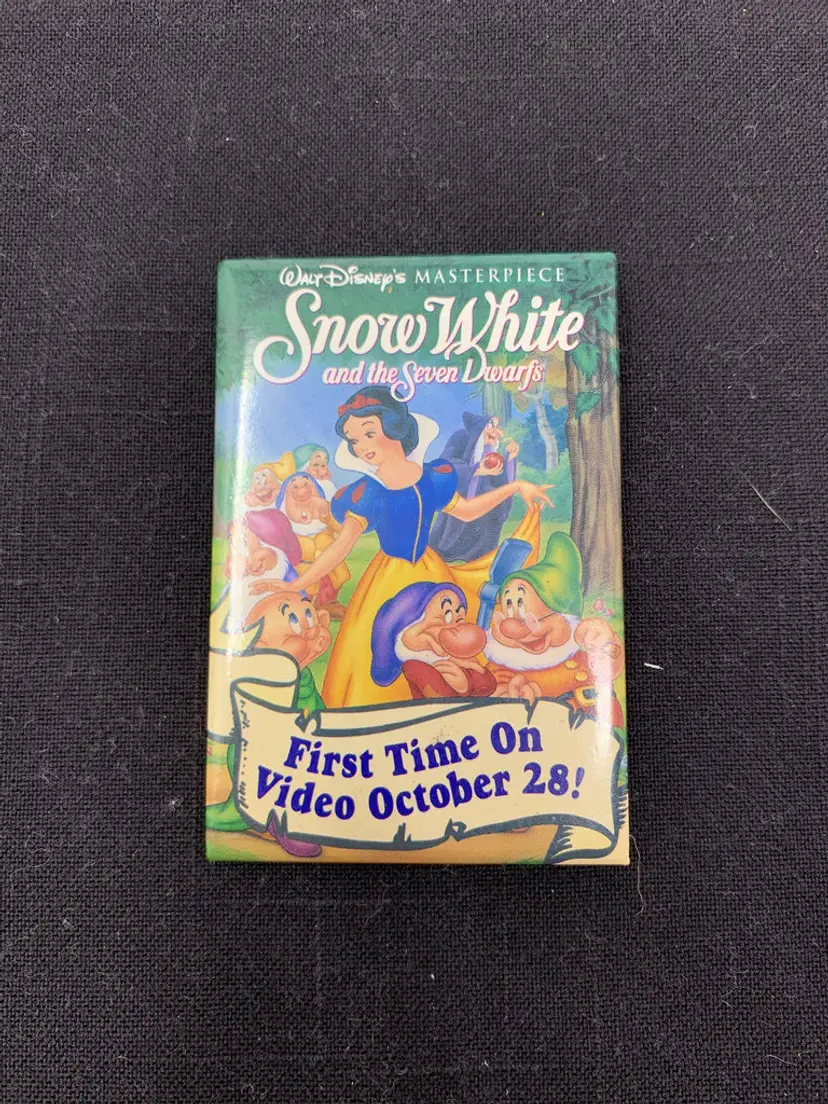 WALT DISNEY'S MASTERPIECE
Snow White
and the Seven Dwarfs
First Time On
Video October 28!